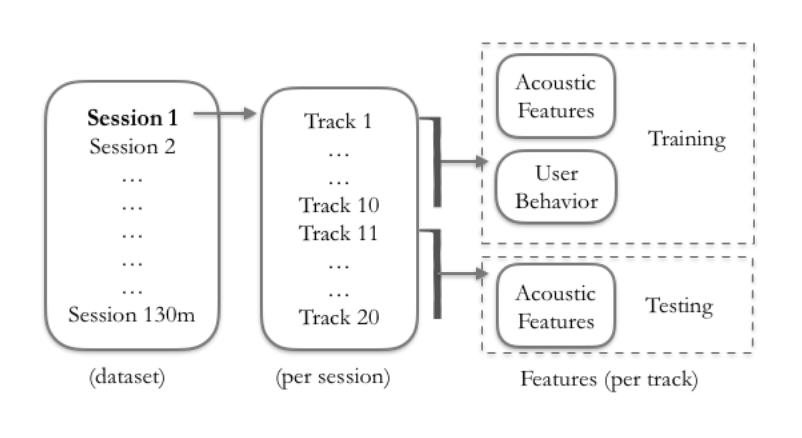 Session 1
Session 2
...
...
...
...
...
Session 130m
(dataset)
Track 1
...
...
Track 10
Track 11
...
...
Track 20
(per session)
Acoustic
Features
User
Behavior
Training
Acoustic
Features
Testing
Features (per track)